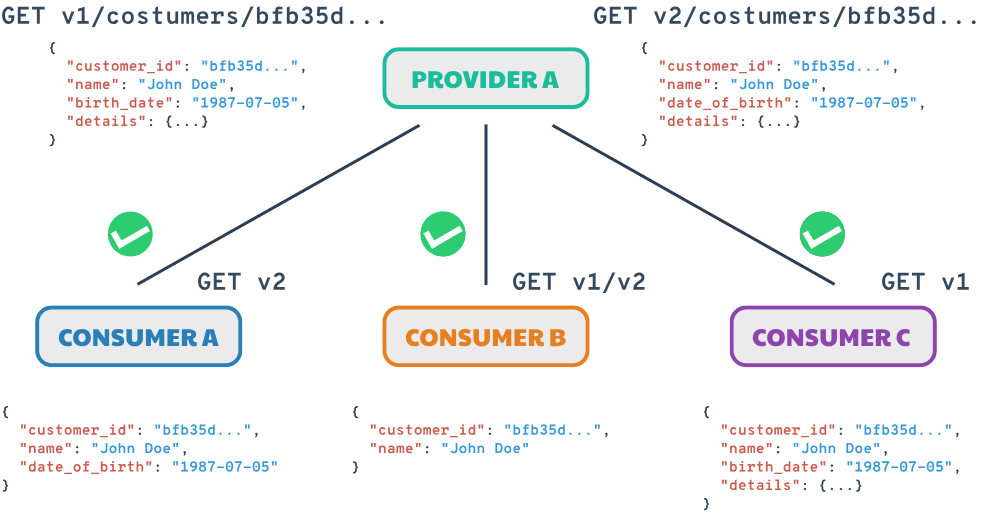 GET v1/costumers/bfb35d...
{
"customer_id": "bfb35d...",
"name": "John Doe",
"birth_date": "1987-07-05",
"details": {...}
}
PROVIDER A
GET v2/costumers/bfb35d...
{
"customer_id": "bfb35d...",
"name": "John Doe",
"date_of_birth": "1987-07-05",
"details": {...}
}
GET v2
CONSUMER A
{
"customer_id": "bfb35d...",
"name": "John Doe",
"date_of_birth": "1987-07-05"
}
GET v1/v2
CONSUMER B
{
"customer_id": "bfb35d...",
"name": "John Doe"
}
GET v1
CONSUMER C
{
"customer_id": "bfb35d...",
"name": "John Doe",
"birth_date": "1987-07-05",
"details": {...}
}